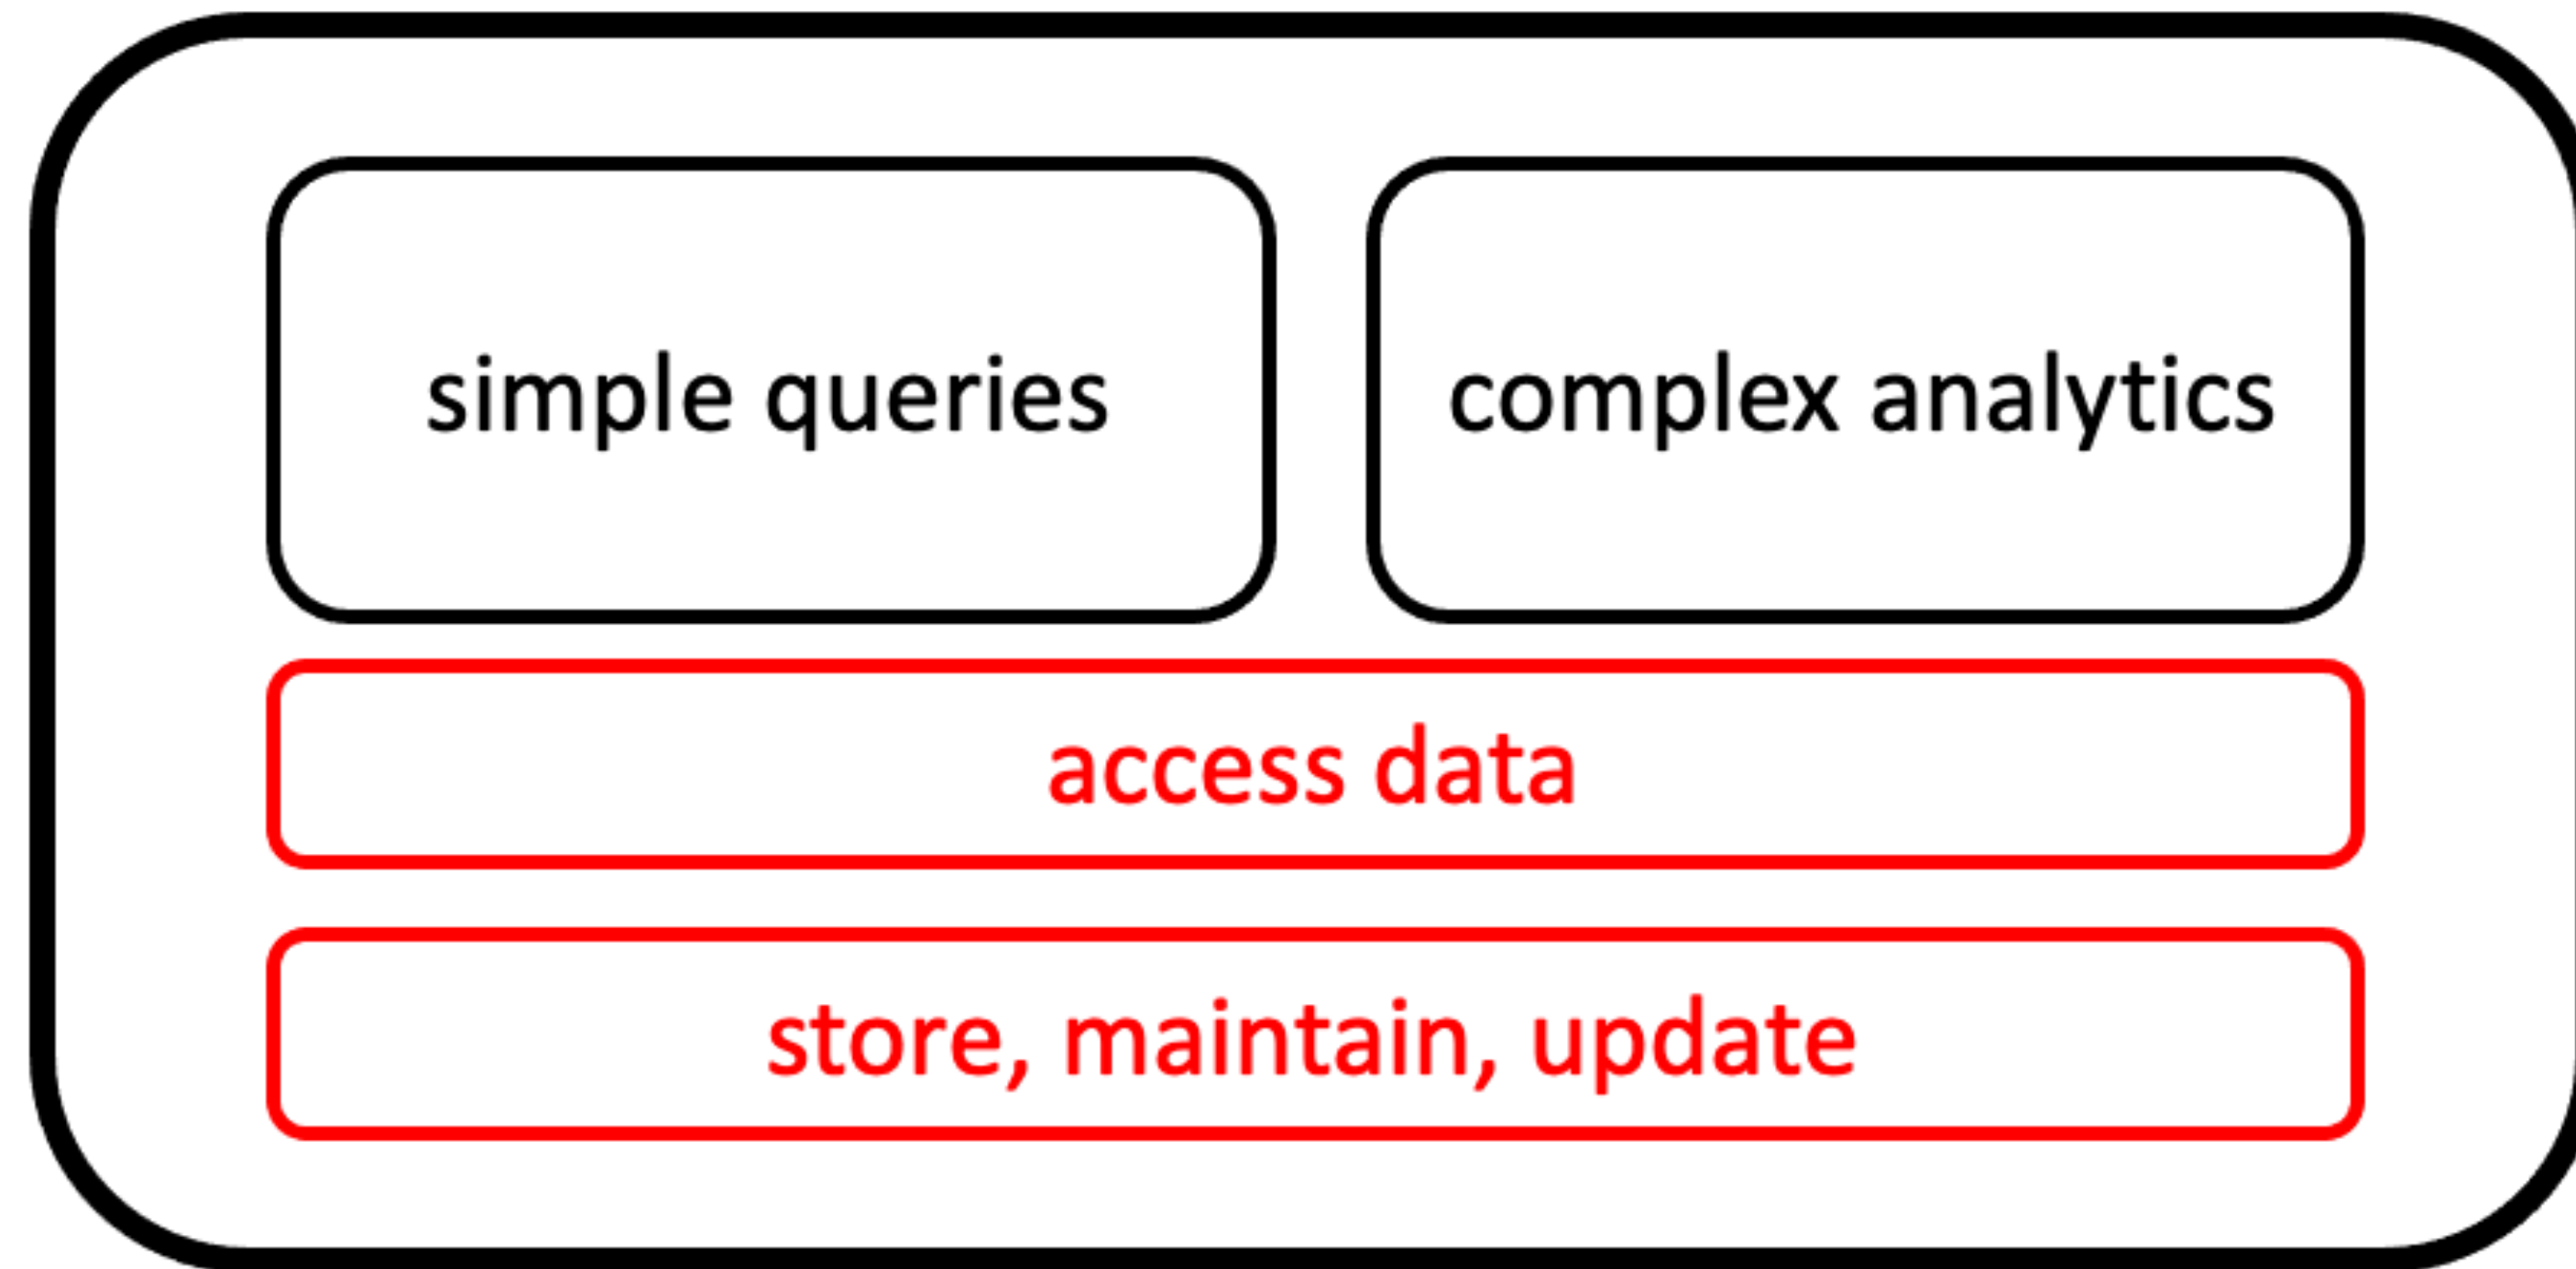 simple queries
complex analytics
access data
store, maintain, update